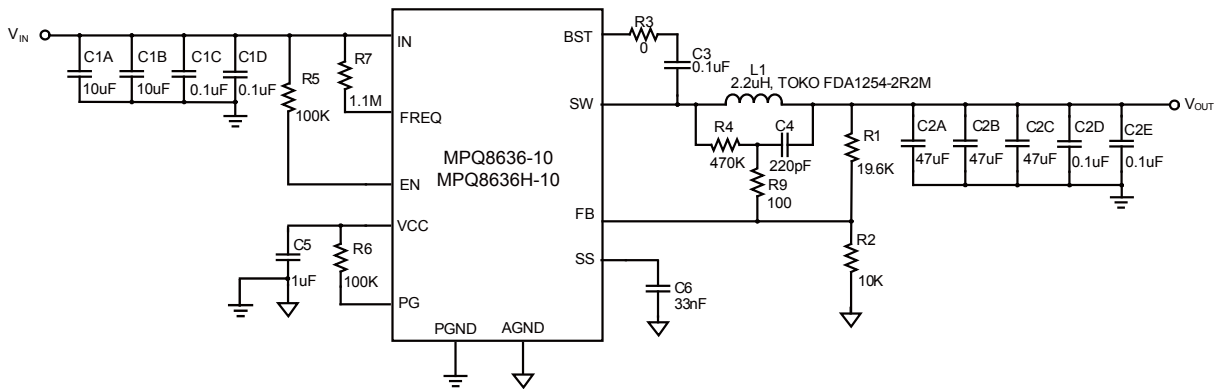 V_IN
C1A
10uF
C1B
10uF
C1C
0.1uF
C1D
0.1uF
R5
100K
R7
1.1M
IN
FREQ
EN
VCC
PG
MPQ8636-10
MPQ8636H-10
PGND
AGND
BST
SW
FB
SS
C5
1uF
R6
100K
R3
0
C3
0.1uF
L1
2.2uH, TOKO FDA1254-2R2M
R4
470K
C4
220pF
R9
100
R1
19.6K
R2
10K
C6
33nF
C2A
47uF
C2B
47uF
C2C
47uF
C2D
0.1uF
C2E
0.1uF
V_OUT